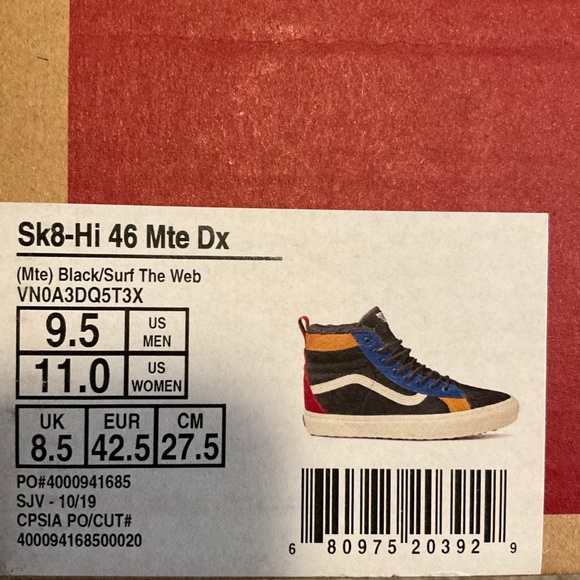 Sk8-Hi 46 Mte Dx
(Mte) Black/Surf The Web
VN0A3DQ5T3X
9.5 US MEN
11.0 US WOMEN
UK EUR CM
8.5 42.5 27.5
PO#4000941685
SJV - 10/19
CPSIA PO/CUT#
400094168500020
6 80975 20392 9